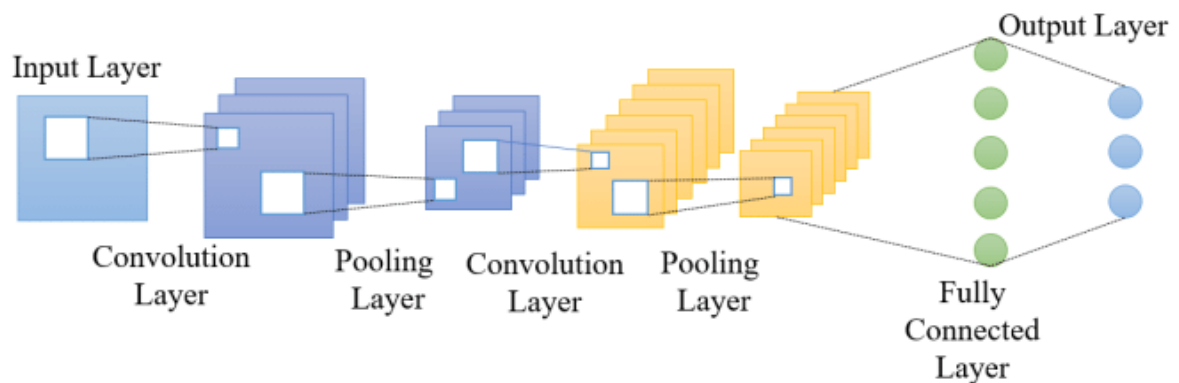 Input Layer
Output Layer
Convolution
Layer
Pooling
Layer
Convolution
Layer
Pooling
Layer
Fully
Connected
Layer